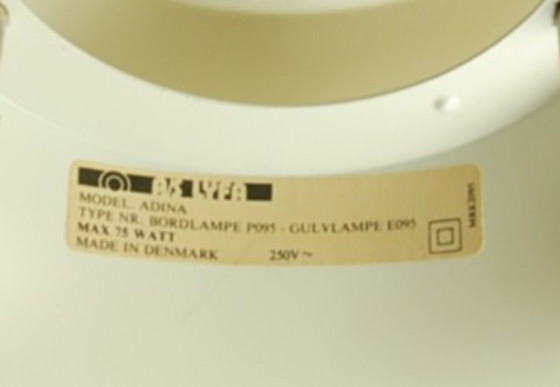 A/S LYFA
MODEL. ADINA
TYPE NR: BORDLAMPE P095 - GULVLAMPE E095
MAX 75 WATT
MADE IN DENMARK 250V~